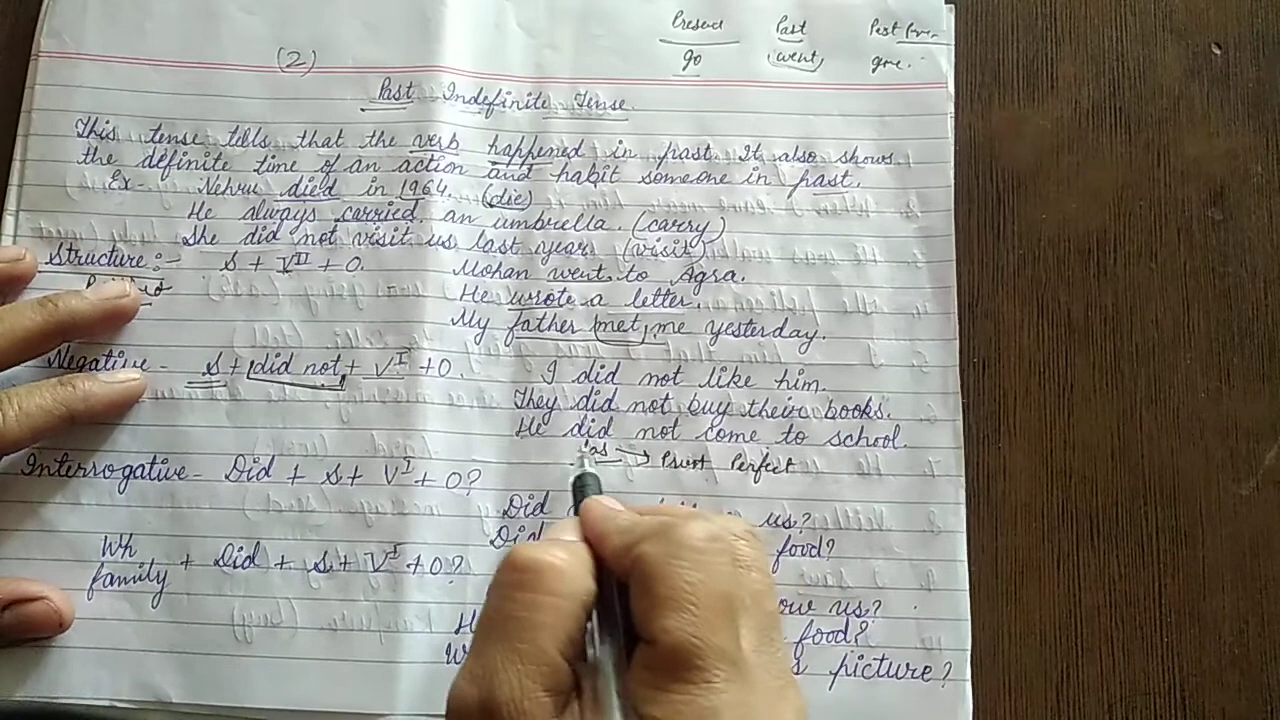 Present Past Past
(2) go went gone.
Past Indefinite Tense.
This tense tells that the verb happened in past. It also shows
the definite time of an action and habit someone in past.
Ex- Nehru died in 1964. (die)
He always carried an umbrella. (carry)
She did not visit us last year. (visit)
Structure :- S + V II + O. Mohan went to Agra.
He wrote a letter.
My father met me yesterday.
Negative - S + did not + V I + O. I did not like him.
They did not buy their books.
He did not come to school.
has → Perfect
Interrogative - Did + S + V I + O?
Did us?
Did food?
Wh family + Did + S + V I + O?
us?
food?
picture?